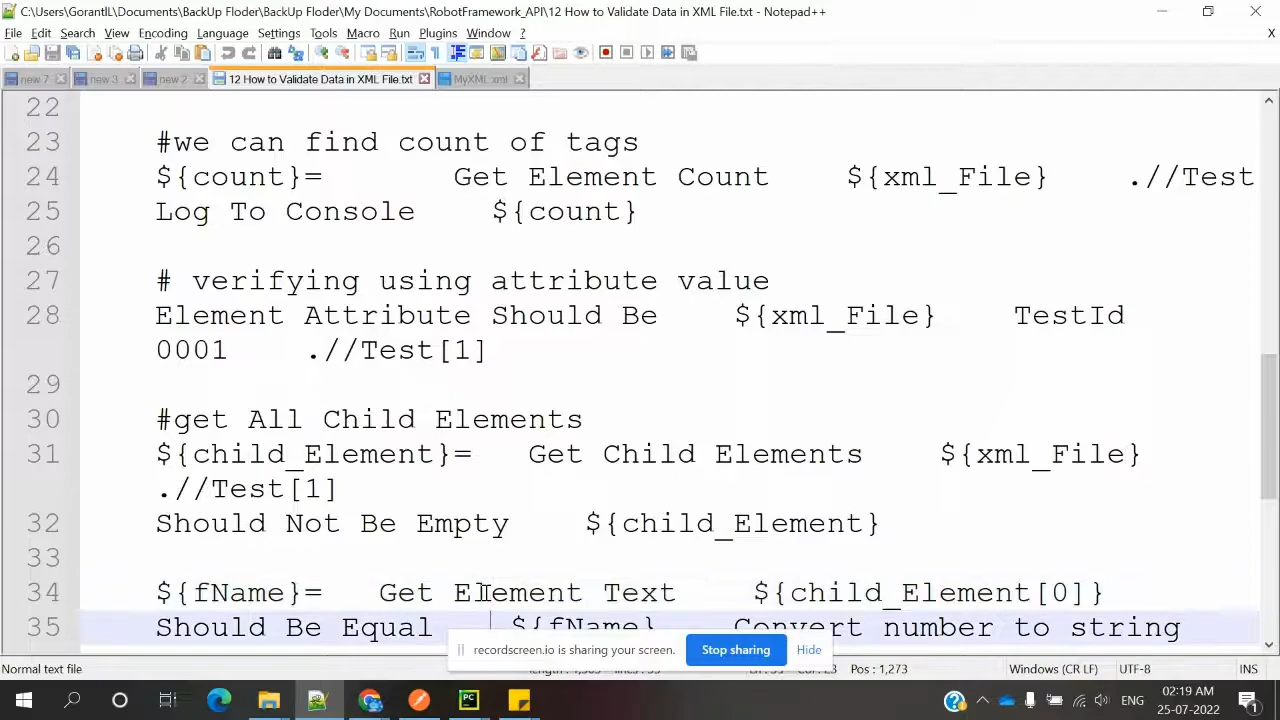 C:\Users\GorantlL\Documents\BackUp Floder\BackUp Floder\My Documents\RobotFramework_API\12 How to Validate Data in XML File.txt - Notepad++
File Edit Search View Encoding Language Settings Tools Macro Run Plugins Window ? X
new 7 new 3 new 2 12 How to Validate Data in XML File.txt MyXML.xml
22
23 #we can find count of tags
24 ${count}= Get Element Count ${xml_File} .//Test
25 Log To Console ${count}
26
27 # verifying using attribute value
28 Element Attribute Should Be ${xml_File} TestId
0001 .//Test[1]
29
30 #get All Child Elements
31 ${child_Element}= Get Child Elements ${xml_File}
.//Test[1]
32 Should Not Be Empty ${child_Element}
33
34 ${fName}= Get Element Text ${child_Element[0]}
35 Should Be Equal ${fName} Convert number to string
recordscreen.io is sharing your screen. Stop sharing Hide
Normal text file Pos : 1,273 Windows (CR LF) UTF-8 INS
PC ENG 02:19 AM
25-07-2022 1